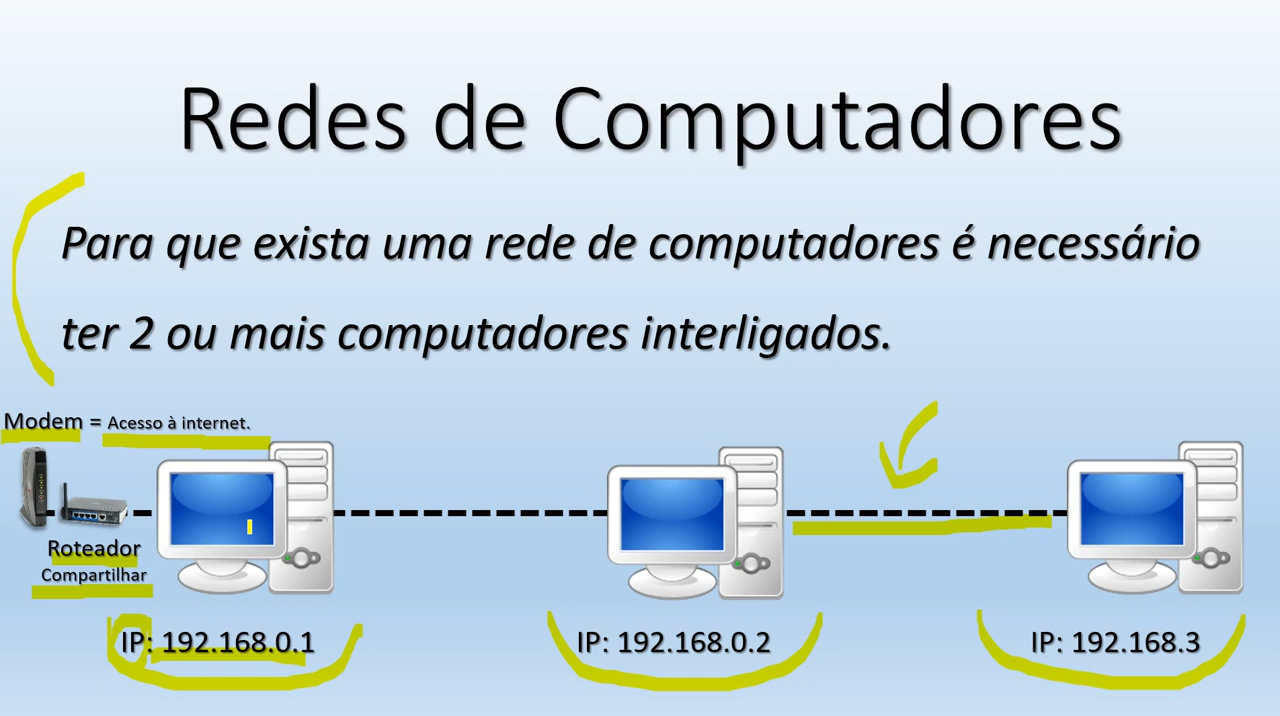 Redes de Computadores
Para que exista uma rede de computadores é necessário
ter 2 ou mais computadores interligados.
Modem = Acesso à internet.
Roteador
Compartilhar
IP: 192.168.0.1
IP: 192.168.0.2
IP: 192.168.3